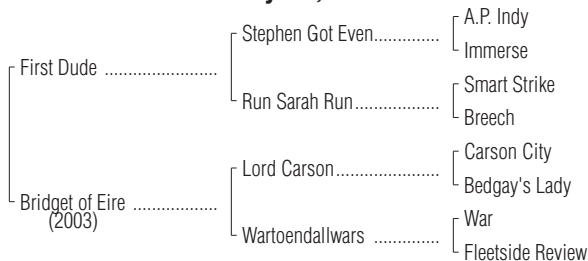 A.P. Indy
Stephen Got Even
Immerse
First Dude
Smart Strike
Run Sarah Run
Breech
Carson City
Lord Carson
Bedgay's Lady
Bridget of Eire
(2003)
War
Wartoendallwars
Fleetside Review